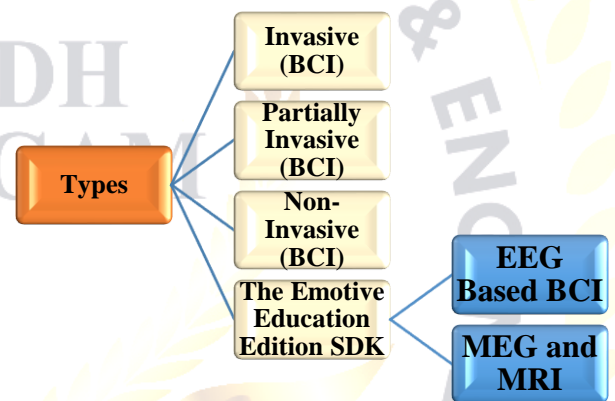 Invasive
(BCI)
Partially
Invasive
(BCI)
Types
Non-
Invasive
(BCI)
The Emotive
Education
Edition SDK
EEG
Based BCI
MEG and
MRI
DH
&